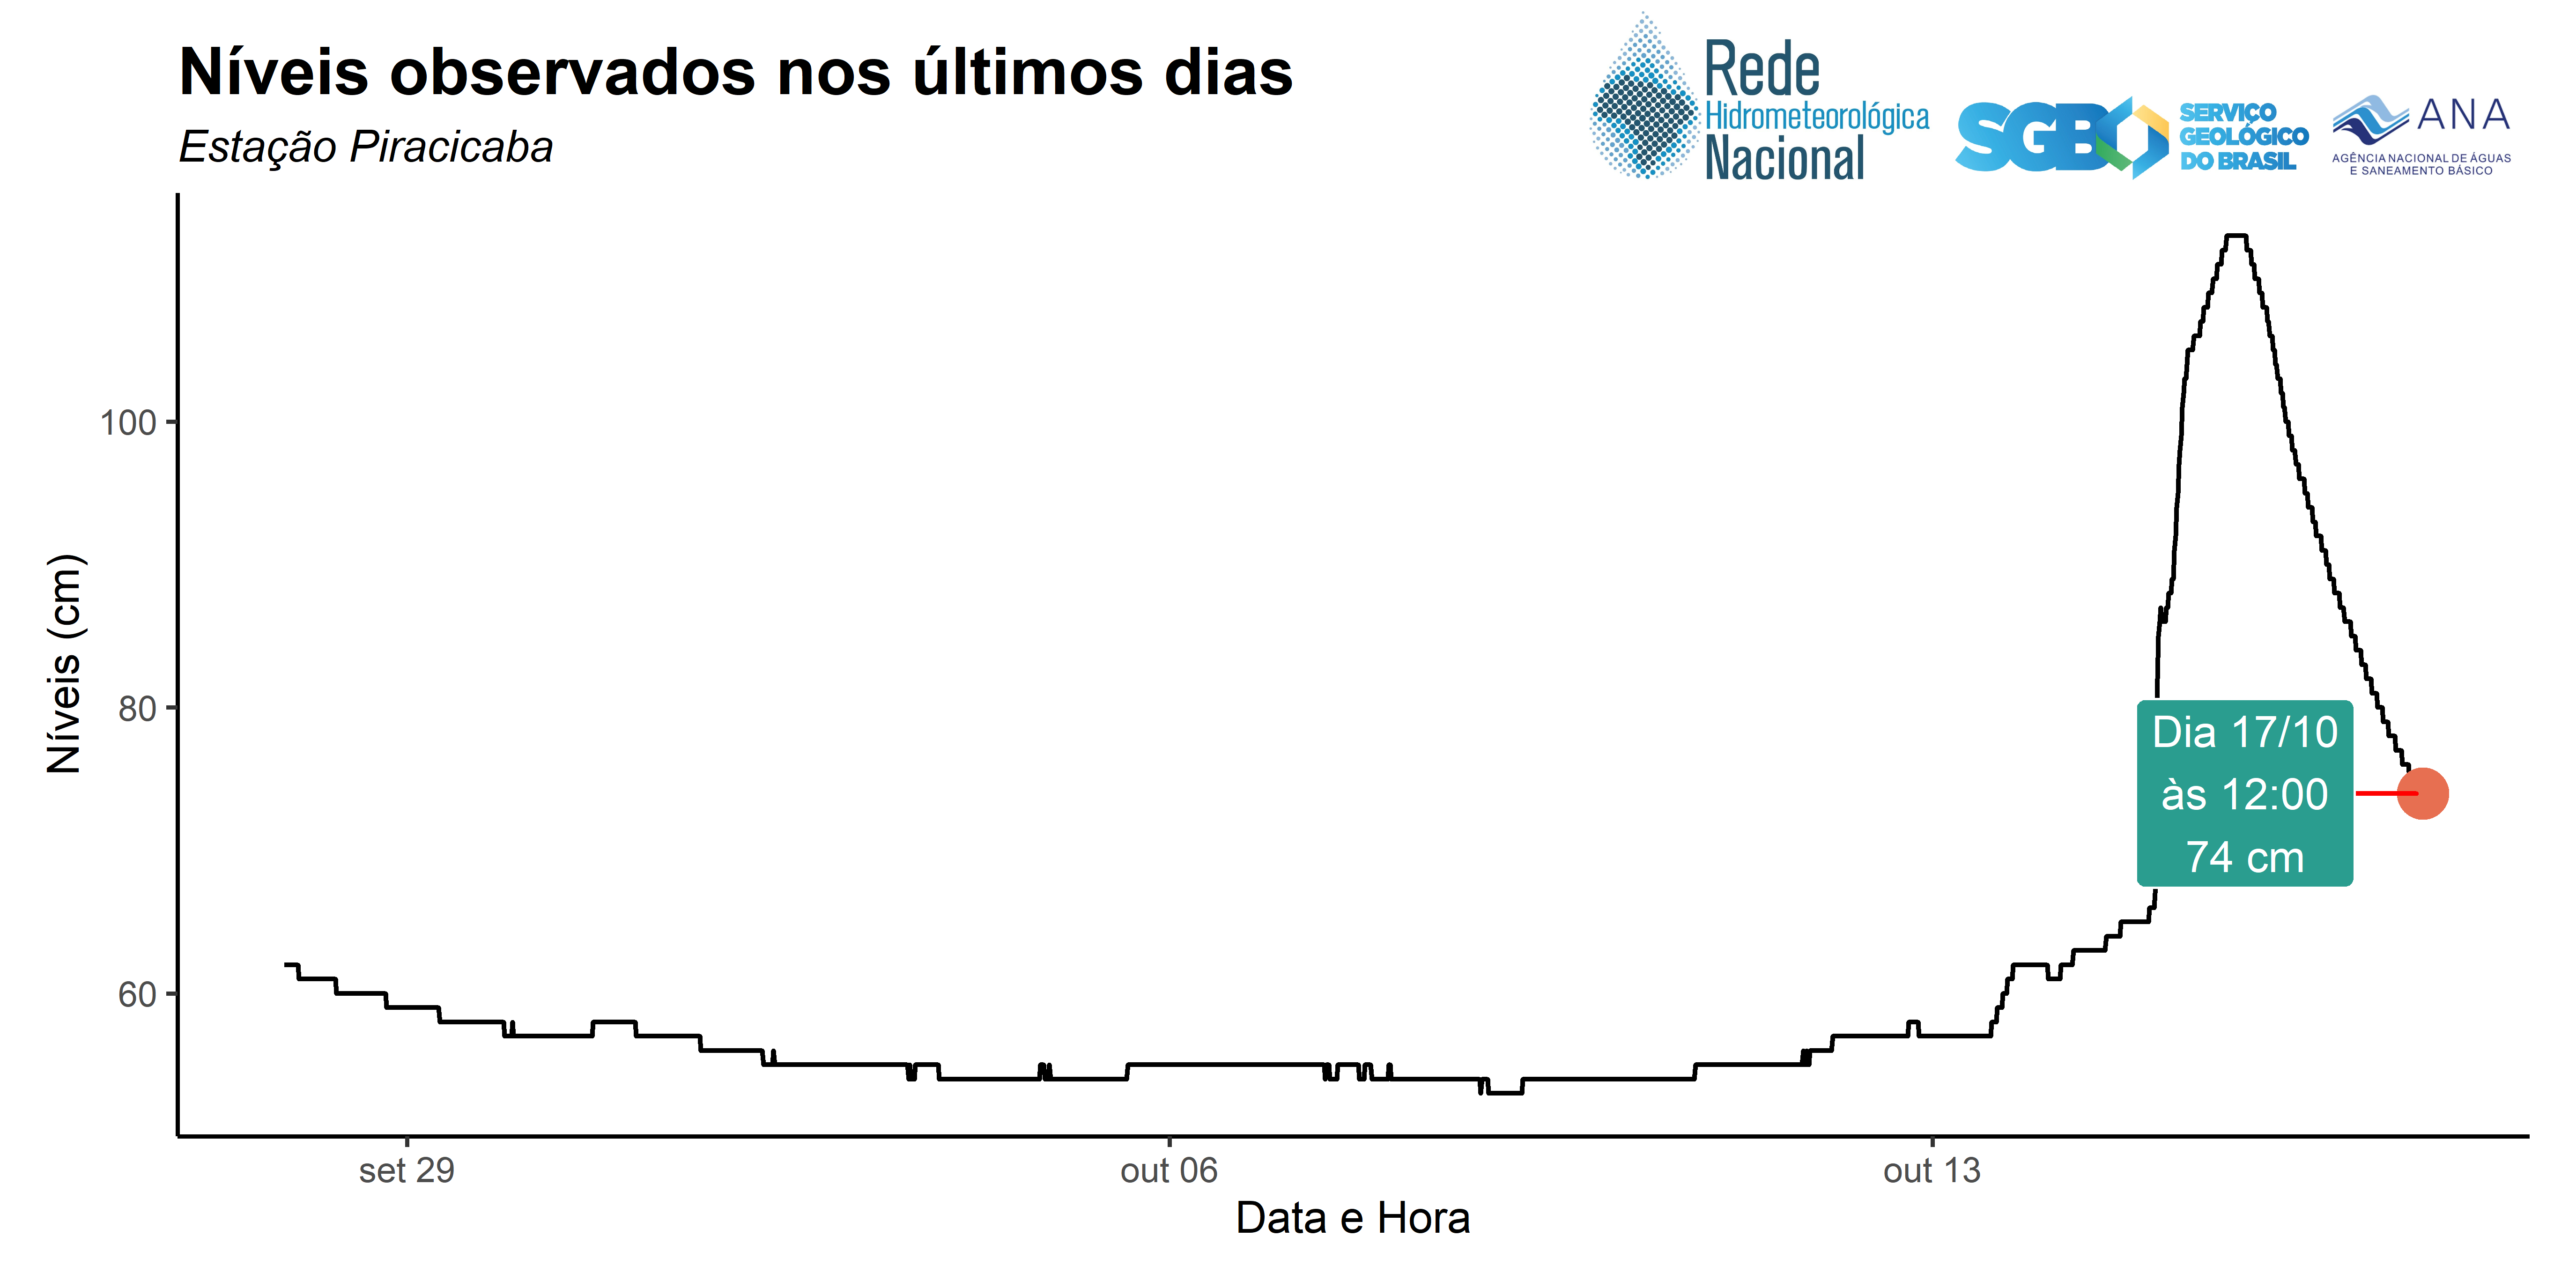 Níveis observados nos últimos dias
Estação Piracicaba
Rede
Hidrometeorológica
Nacional
SGB
SERVIÇO
GEOLÓGICO
DO BRASIL
ANA
AGÊNCIA NACIONAL DE ÁGUAS
E SANEAMENTO BÁSICO
Níveis (cm)
100
80
60
Dia 17/10
às 12:00
74 cm
set 29
out 06
out 13
Data e Hora